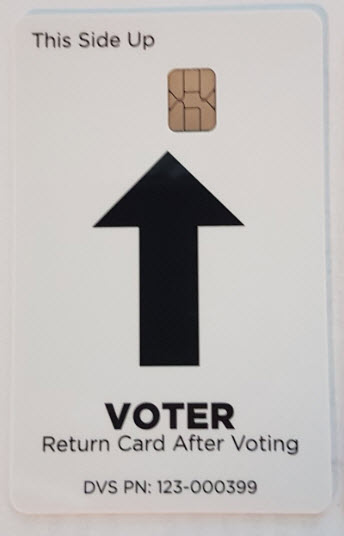 This Side Up
VOTER
Return Card After Voting
DVS PN: 123-000399